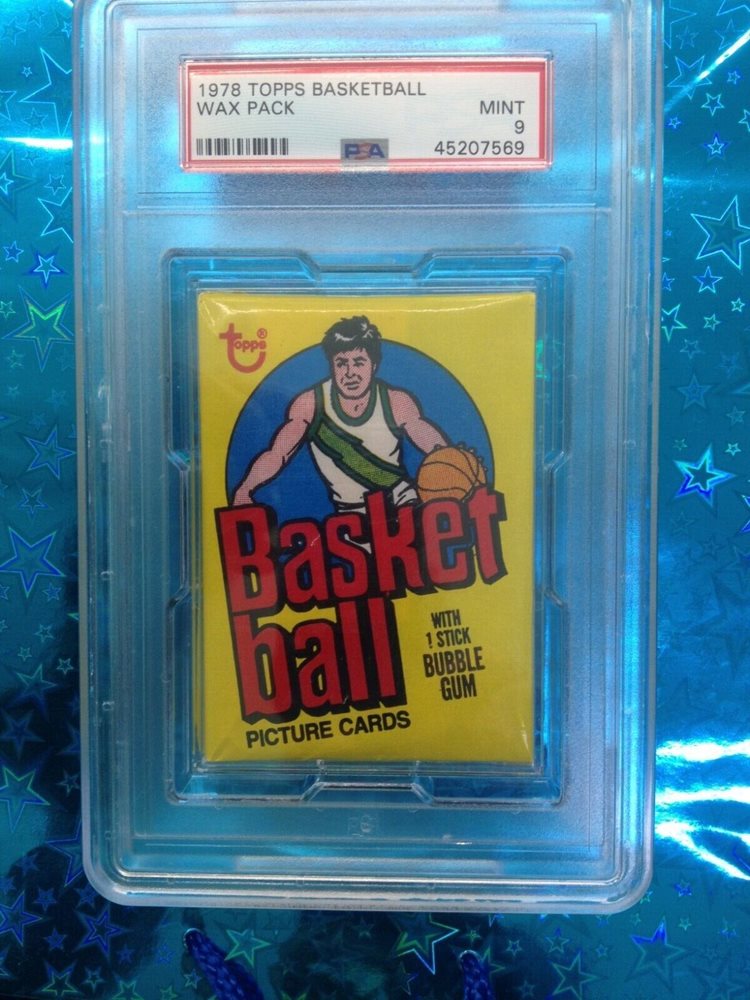 1978 TOPPS BASKETBALL
WAX PACK MINT
9
PSA 45207569
topps®
Basket
ball
WITH
1 STICK
BUBBLE
GUM
PICTURE CARDS